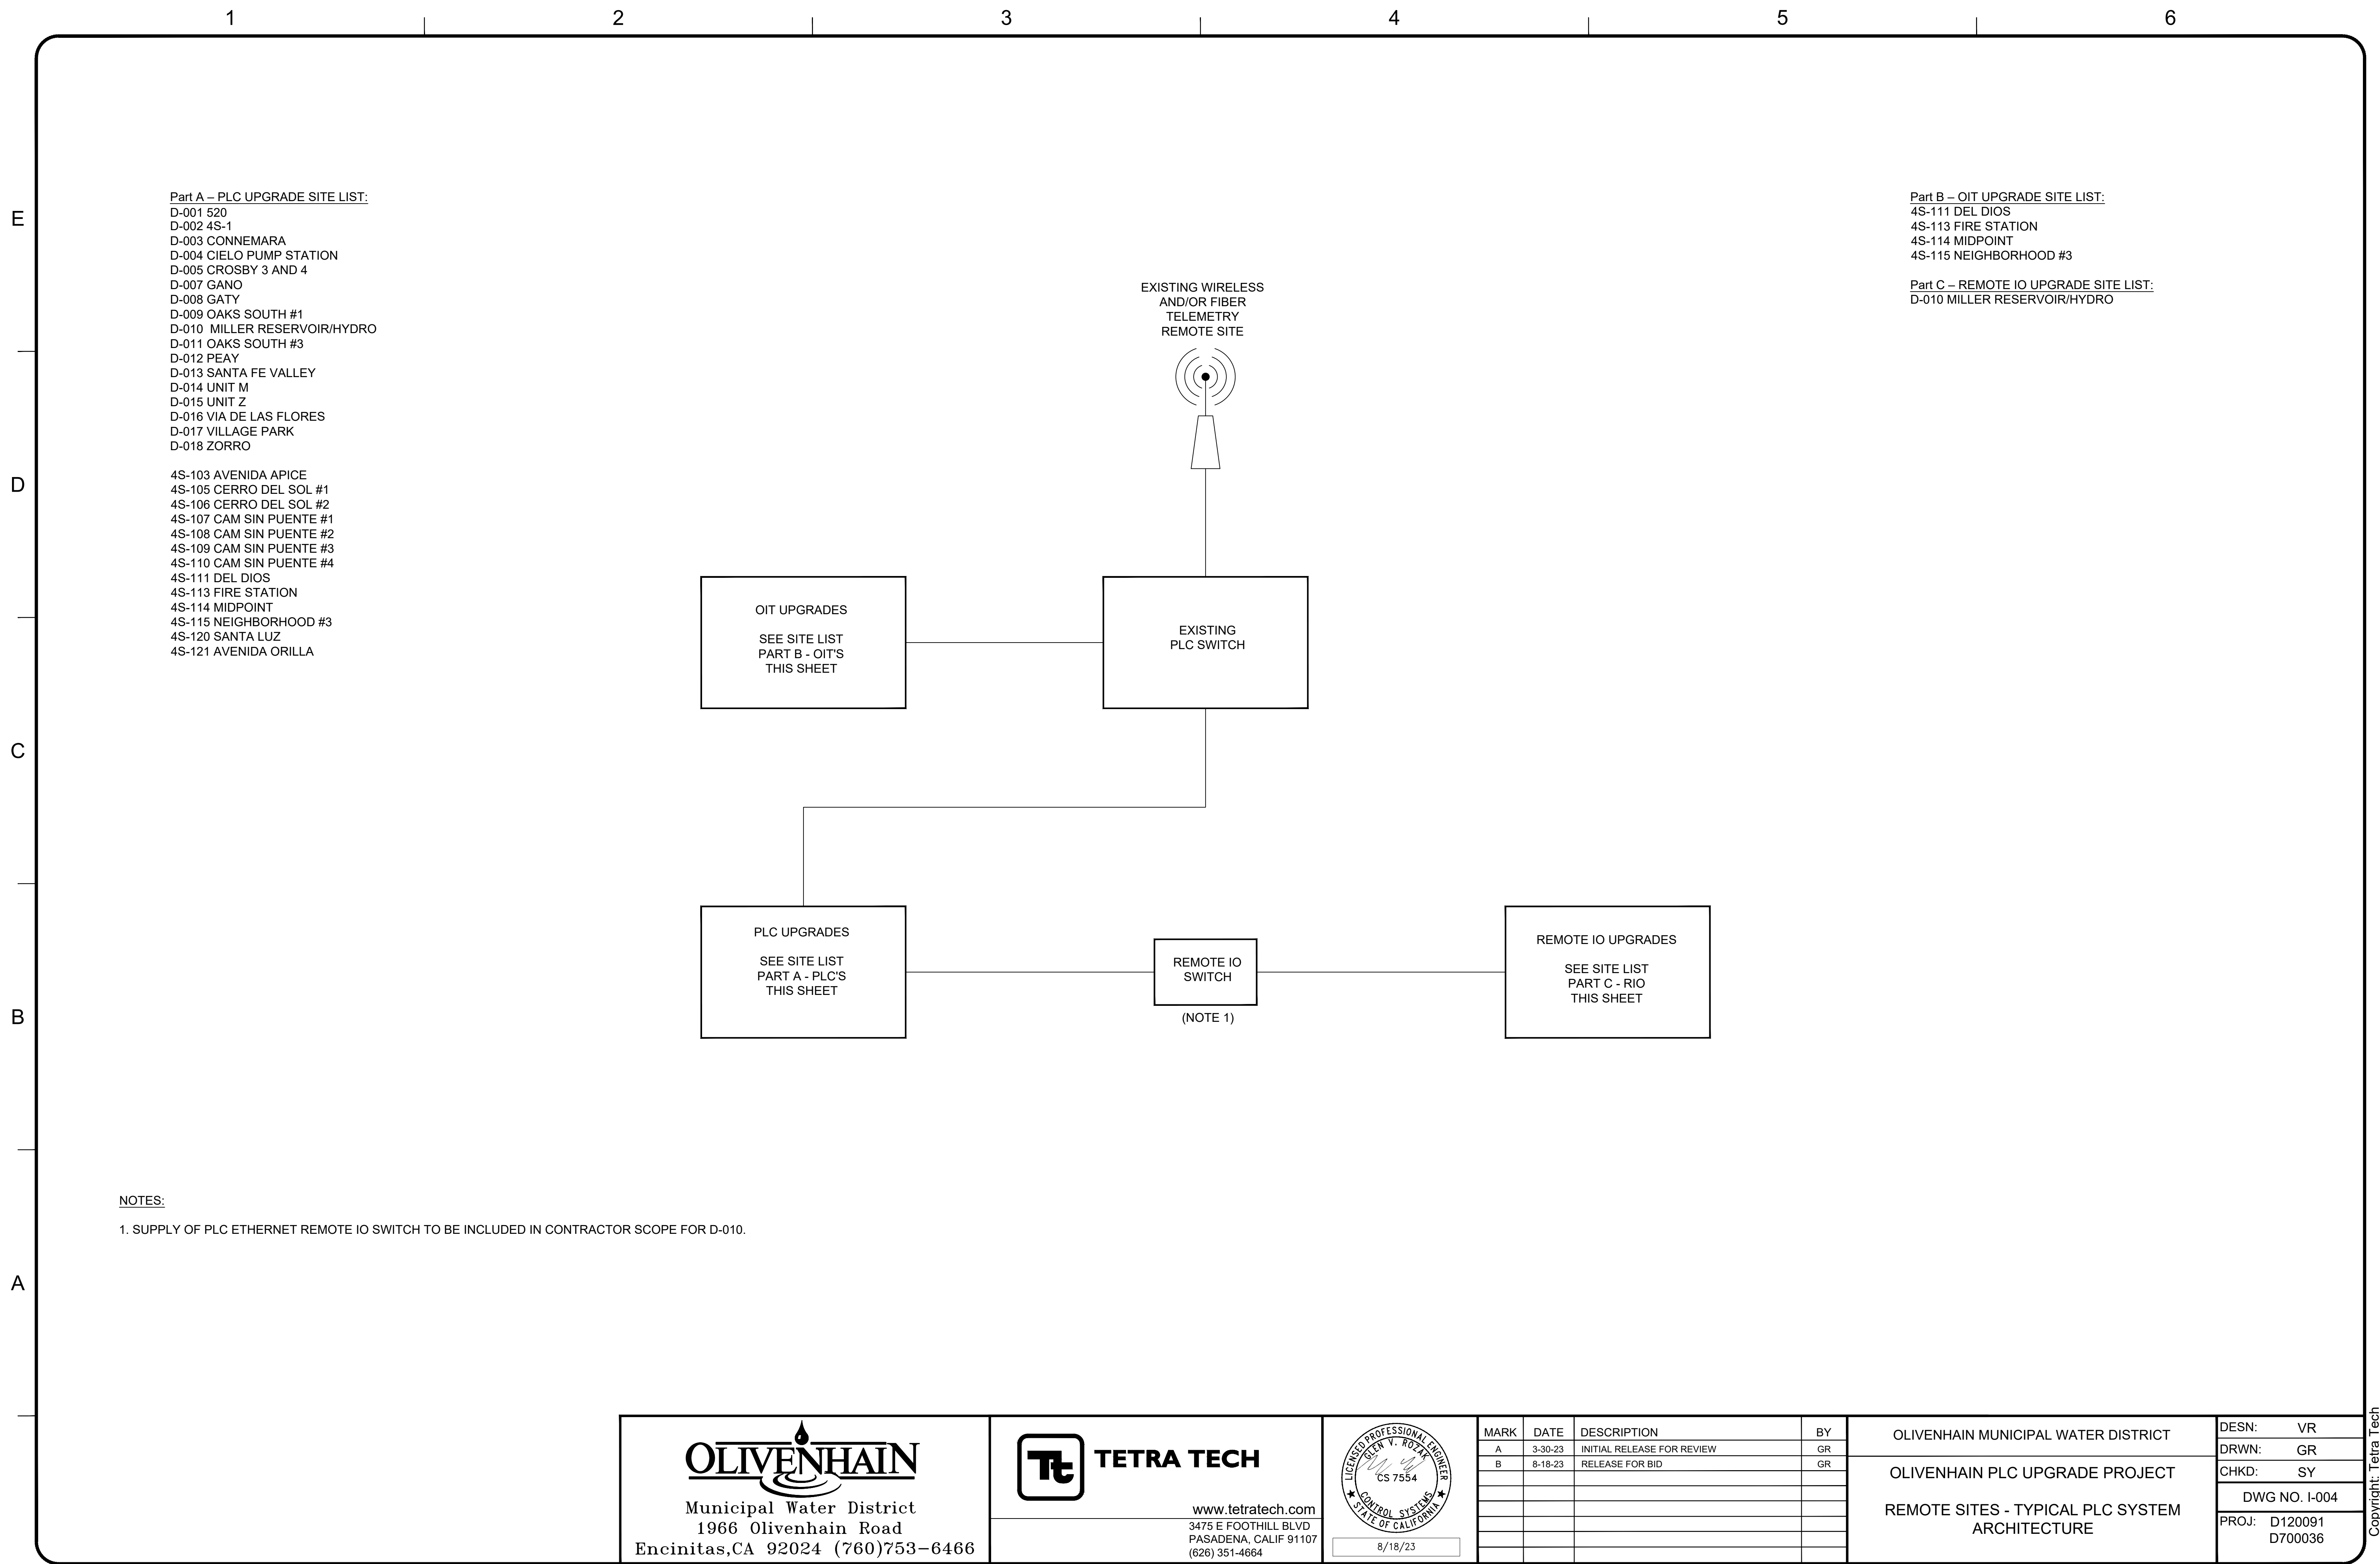 1 2 3 4 5 6
E
D
C
B
A
Part A – PLC UPGRADE SITE LIST:
D-001 520
D-002 4S-1
D-003 CONNEMARA
D-004 CIELO PUMP STATION
D-005 CROSBY 3 AND 4
D-007 GANO
D-008 GATY
D-009 OAKS SOUTH #1
D-010  MILLER RESERVOIR/HYDRO
D-011 OAKS SOUTH #3
D-012 PEAY
D-013 SANTA FE VALLEY
D-014 UNIT M
D-015 UNIT Z
D-016 VIA DE LAS FLORES
D-017 VILLAGE PARK
D-018 ZORRO
4S-103 AVENIDA APICE
4S-105 CERRO DEL SOL #1
4S-106 CERRO DEL SOL #2
4S-107 CAM SIN PUENTE #1
4S-108 CAM SIN PUENTE #2
4S-109 CAM SIN PUENTE #3
4S-110 CAM SIN PUENTE #4
4S-111 DEL DIOS
4S-113 FIRE STATION
4S-114 MIDPOINT
4S-115 NEIGHBORHOOD #3
4S-120 SANTA LUZ
4S-121 AVENIDA ORILLA
Part B – OIT UPGRADE SITE LIST:
4S-111 DEL DIOS
4S-113 FIRE STATION
4S-114 MIDPOINT
4S-115 NEIGHBORHOOD #3
Part C – REMOTE IO UPGRADE SITE LIST:
D-010 MILLER RESERVOIR/HYDRO
EXISTING WIRELESS
AND/OR FIBER
TELEMETRY
REMOTE SITE
OIT UPGRADES
SEE SITE LIST
PART B - OIT'S
THIS SHEET
EXISTING
PLC SWITCH
PLC UPGRADES
SEE SITE LIST
PART A - PLC'S
THIS SHEET
REMOTE IO
SWITCH
(NOTE 1)
REMOTE IO UPGRADES
SEE SITE LIST
PART C - RIO
THIS SHEET
NOTES:
1. SUPPLY OF PLC ETHERNET REMOTE IO SWITCH TO BE INCLUDED IN CONTRACTOR SCOPE FOR D-010.
OLIVENHAIN
Municipal Water District
1966 Olivenhain Road
Encinitas,CA 92024 (760)753-6466
Tt TETRA TECH
www.tetratech.com
3475 E FOOTHILL BLVD
PASADENA, CALIF 91107
(626) 351-4664
LICENSED PROFESSIONAL ENGINEER
GLEN V. ROZAK
CS 7554
CONTROL SYSTEMS
STATE OF CALIFORNIA
8/18/23
MARK DATE DESCRIPTION BY
A 3-30-23 INITIAL RELEASE FOR REVIEW GR
B 8-18-23 RELEASE FOR BID GR
OLIVENHAIN MUNICIPAL WATER DISTRICT
OLIVENHAIN PLC UPGRADE PROJECT
REMOTE SITES - TYPICAL PLC SYSTEM
ARCHITECTURE
DESN: VR
DRWN: GR
CHKD: SY
DWG NO. I-004
PROJ: D120091
D700036
Copyright: Tetra Tech